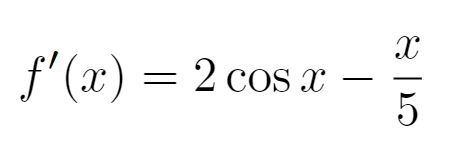 f′(x) = 2 cos x − x/5